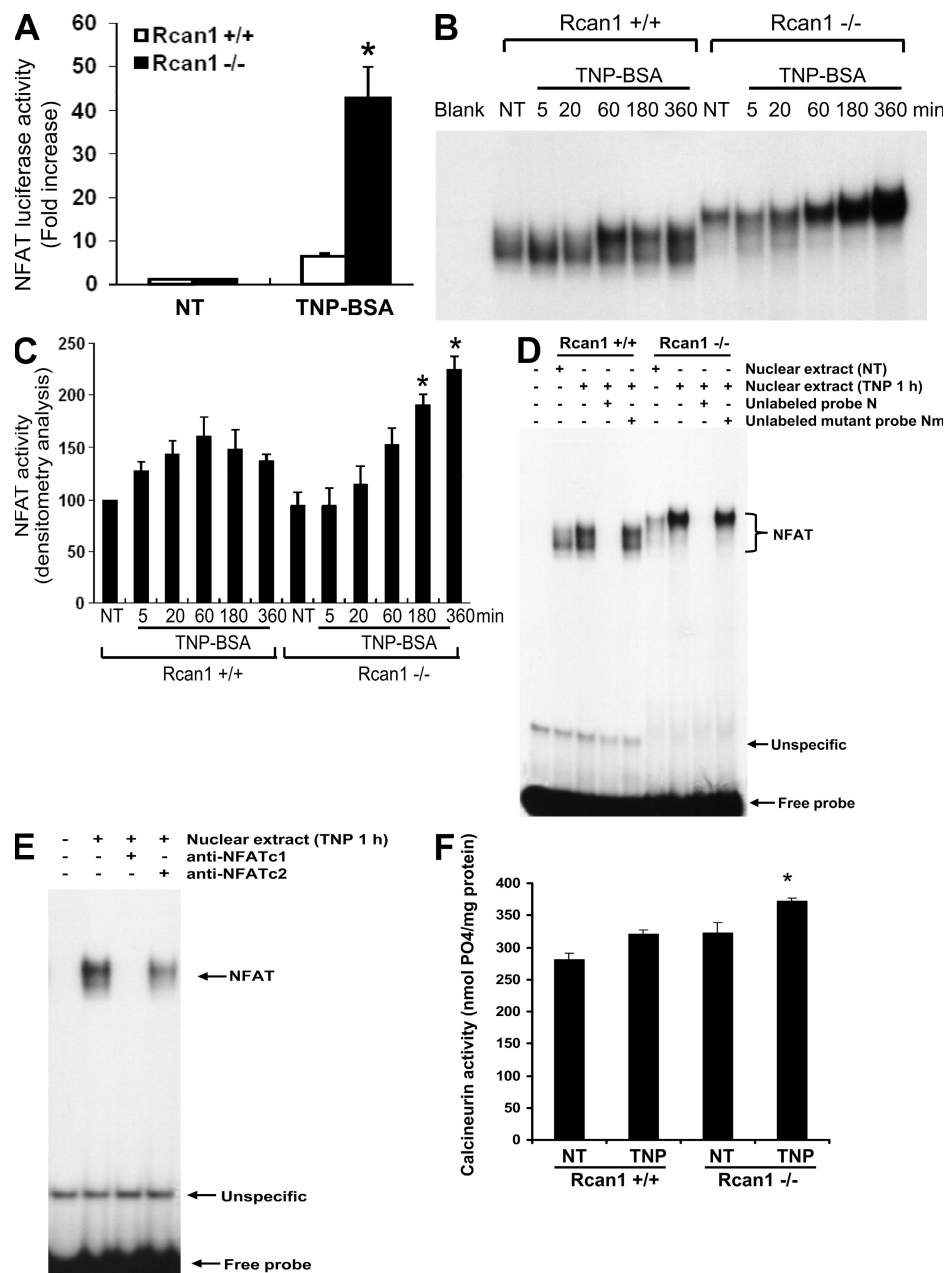 A
NFAT luciferase activity
(Fold increase)
60
50
40
30
20
10
0
Rcan1 +/+
Rcan1 -/-
*
NT
TNP-BSA
B
Rcan1 +/+
Rcan1 -/-
TNP-BSA
TNP-BSA
Blank NT 5 20 60 180 360 NT 5 20 60 180 360 min
C
NFAT activity
(densitometry analysis)
250
200
150
100
50
0
*
*
NT 5 20 60 180 360 NT 5 20 60 180 360 min
TNP-BSA
TNP-BSA
Rcan1 +/+
Rcan1 -/-
D
Rcan1 +/+
Rcan1 -/-
- + - - - + - - - Nuclear extract (NT)
- - + + + - + + + Nuclear extract (TNP 1 h)
- - - + - - - + - Unlabeled probe N
- - - - + - - - + Unlabeled mutant probe Nm
NFAT
Unspecific
Free probe
E
- + + + Nuclear extract (TNP 1 h)
- - + - anti-NFATc1
- - - + anti-NFATc2
NFAT
Unspecific
Free probe
F
Calcineurin activity (nmol PO4/mg protein)
400
350
300
250
200
150
100
50
0
*
NT
TNP
NT
TNP
Rcan1 +/+
Rcan1 -/-